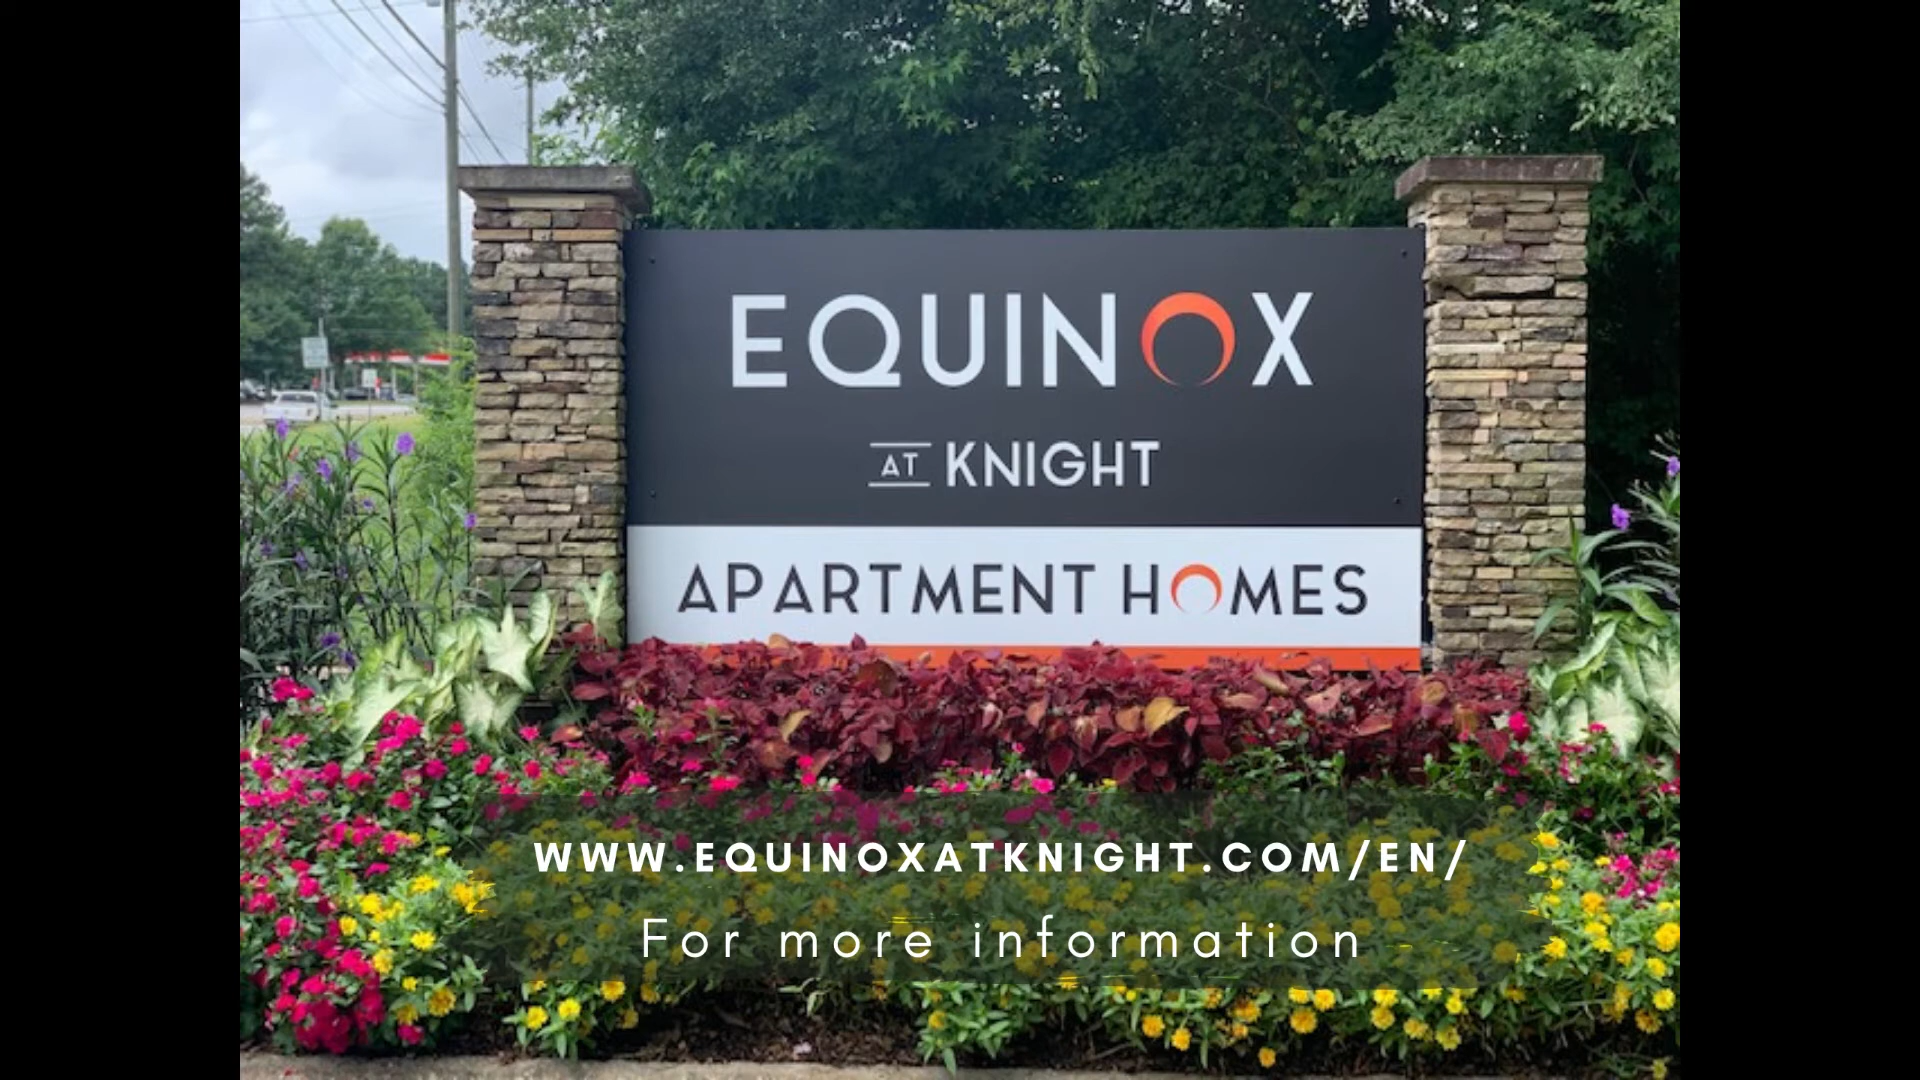 EQUINOX
AT KNIGHT
APARTMENT HOMES
WWW.EQUINOXATKNIGHT.COM/EN/
For more information